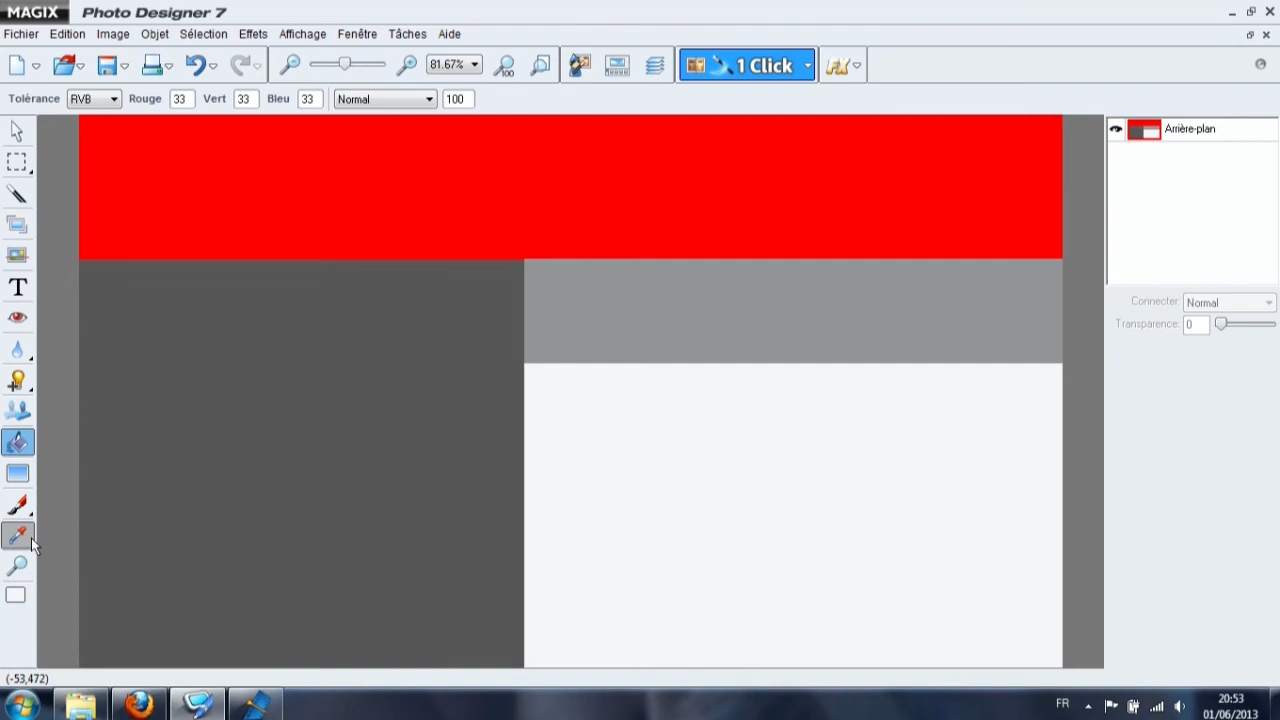 MAGIX Photo Designer 7
Fichier Edition Image Objet Sélection Effets Affichage Fenêtre Tâches Aide
81.67% 100 1 Click
Tolérance RVB Rouge 33 Vert 33 Bleu 33 Normal 100
Arrière-plan
T
Connecter: Normal
Transparence: 0
(-53,472)
FR 20:53
01/06/2013